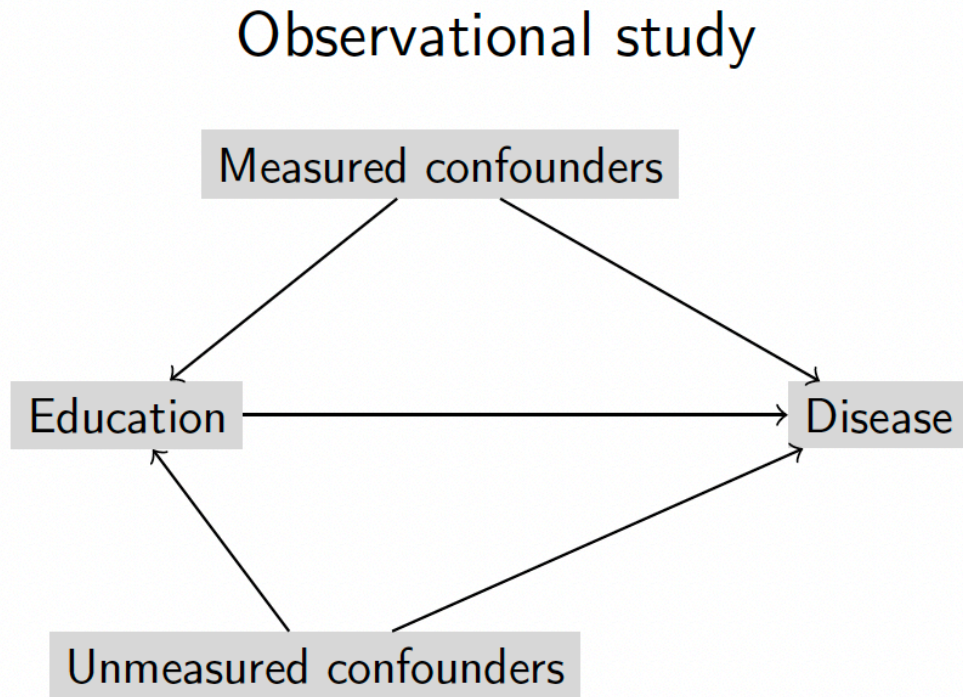 Observational study
Measured confounders
Education
Disease
Unmeasured confounders